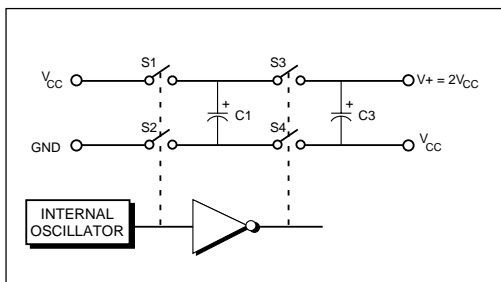 S1
S3
VCC
V+ = 2VCC
C1
C3
S2
S4
GND
VCC
INTERNAL
OSCILLATOR